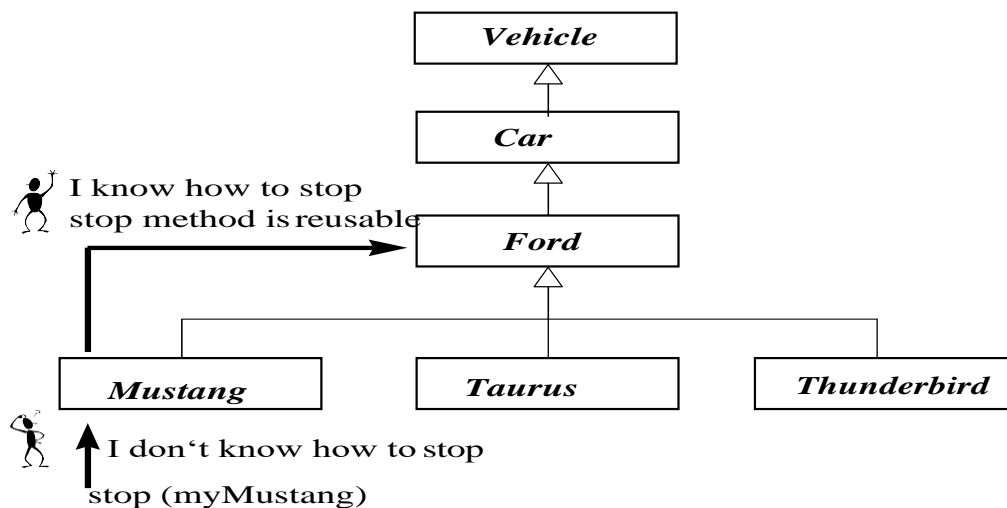 Vehicle
Car
I know how to stop
stop method is reusable
Ford
Mustang
Taurus
Thunderbird
?
I don‘t know how to stop
stop (myMustang)